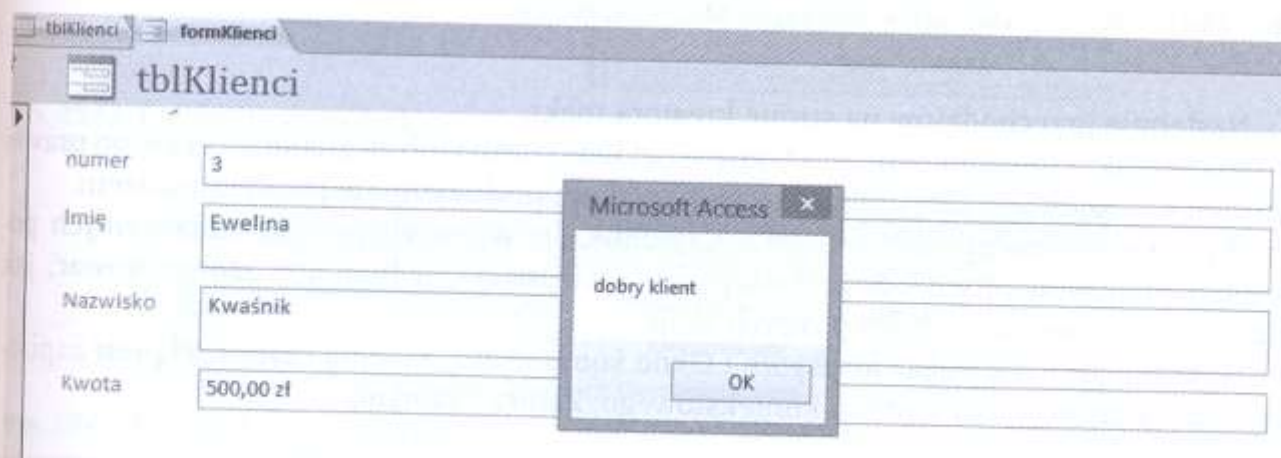 tblKlienci formKlienci
tblKlienci
numer 3
Imię Ewelina
Nazwisko Kwaśnik
Kwota 500,00 zł
Microsoft Access
dobry klient
OK